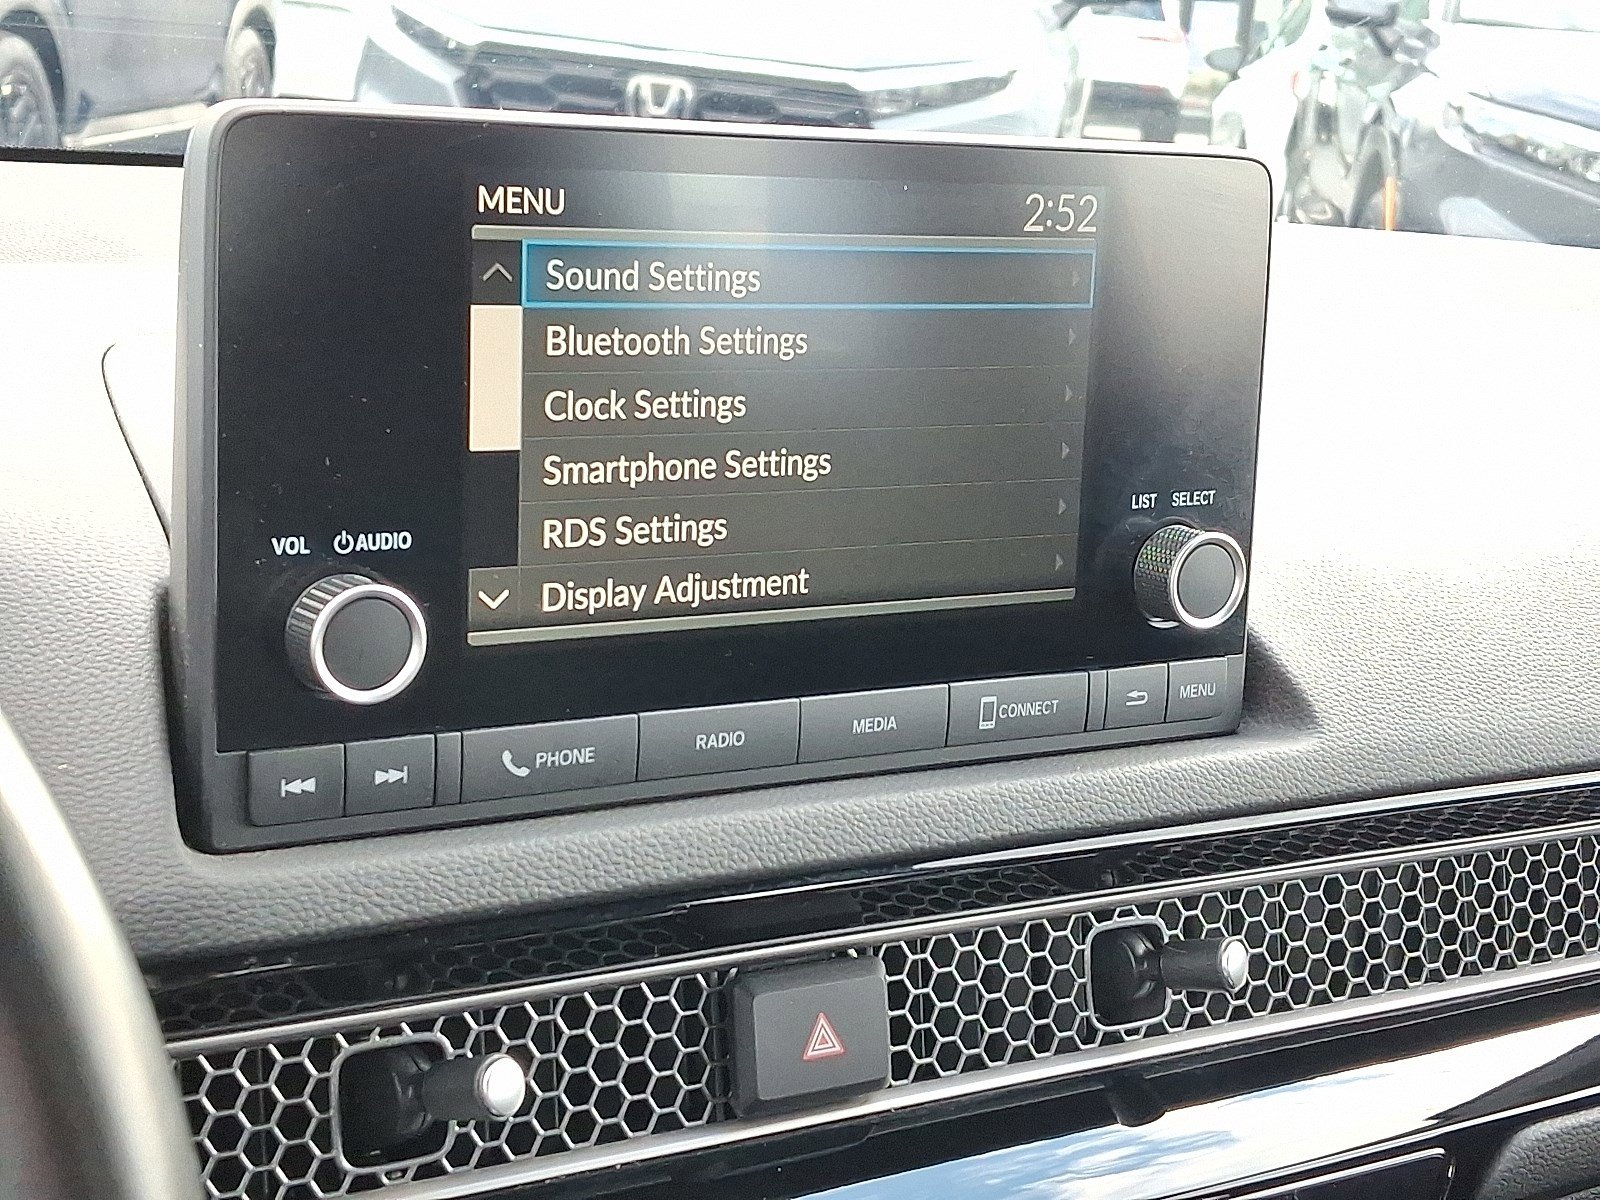 MENU
2:52
Sound Settings
Bluetooth Settings
Clock Settings
Smartphone Settings
RDS Settings
Display Adjustment
VOL AUDIO
LIST SELECT
PHONE
RADIO
MEDIA
CONNECT
MENU